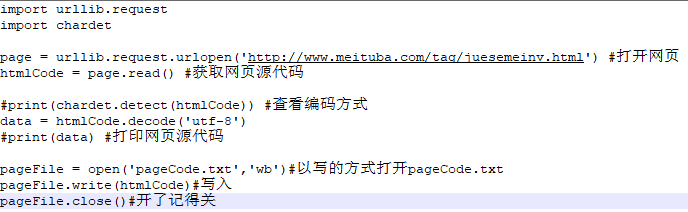 import urllib.request
import chardet
page = urllib.request.urlopen('http://www.meituba.com/tag/juesemeinv.html') #打开网页
htmlCode = page.read() #获取网页源代码
#print(chardet.detect(htmlCode)) #查看编码方式
data = htmlCode.decode('utf-8')
#print(data) #打印网页源代码
pageFile = open('pageCode.txt','wb')#以写的方式打开pageCode.txt
pageFile.write(htmlCode)#写入
pageFile.close()#开了记得关